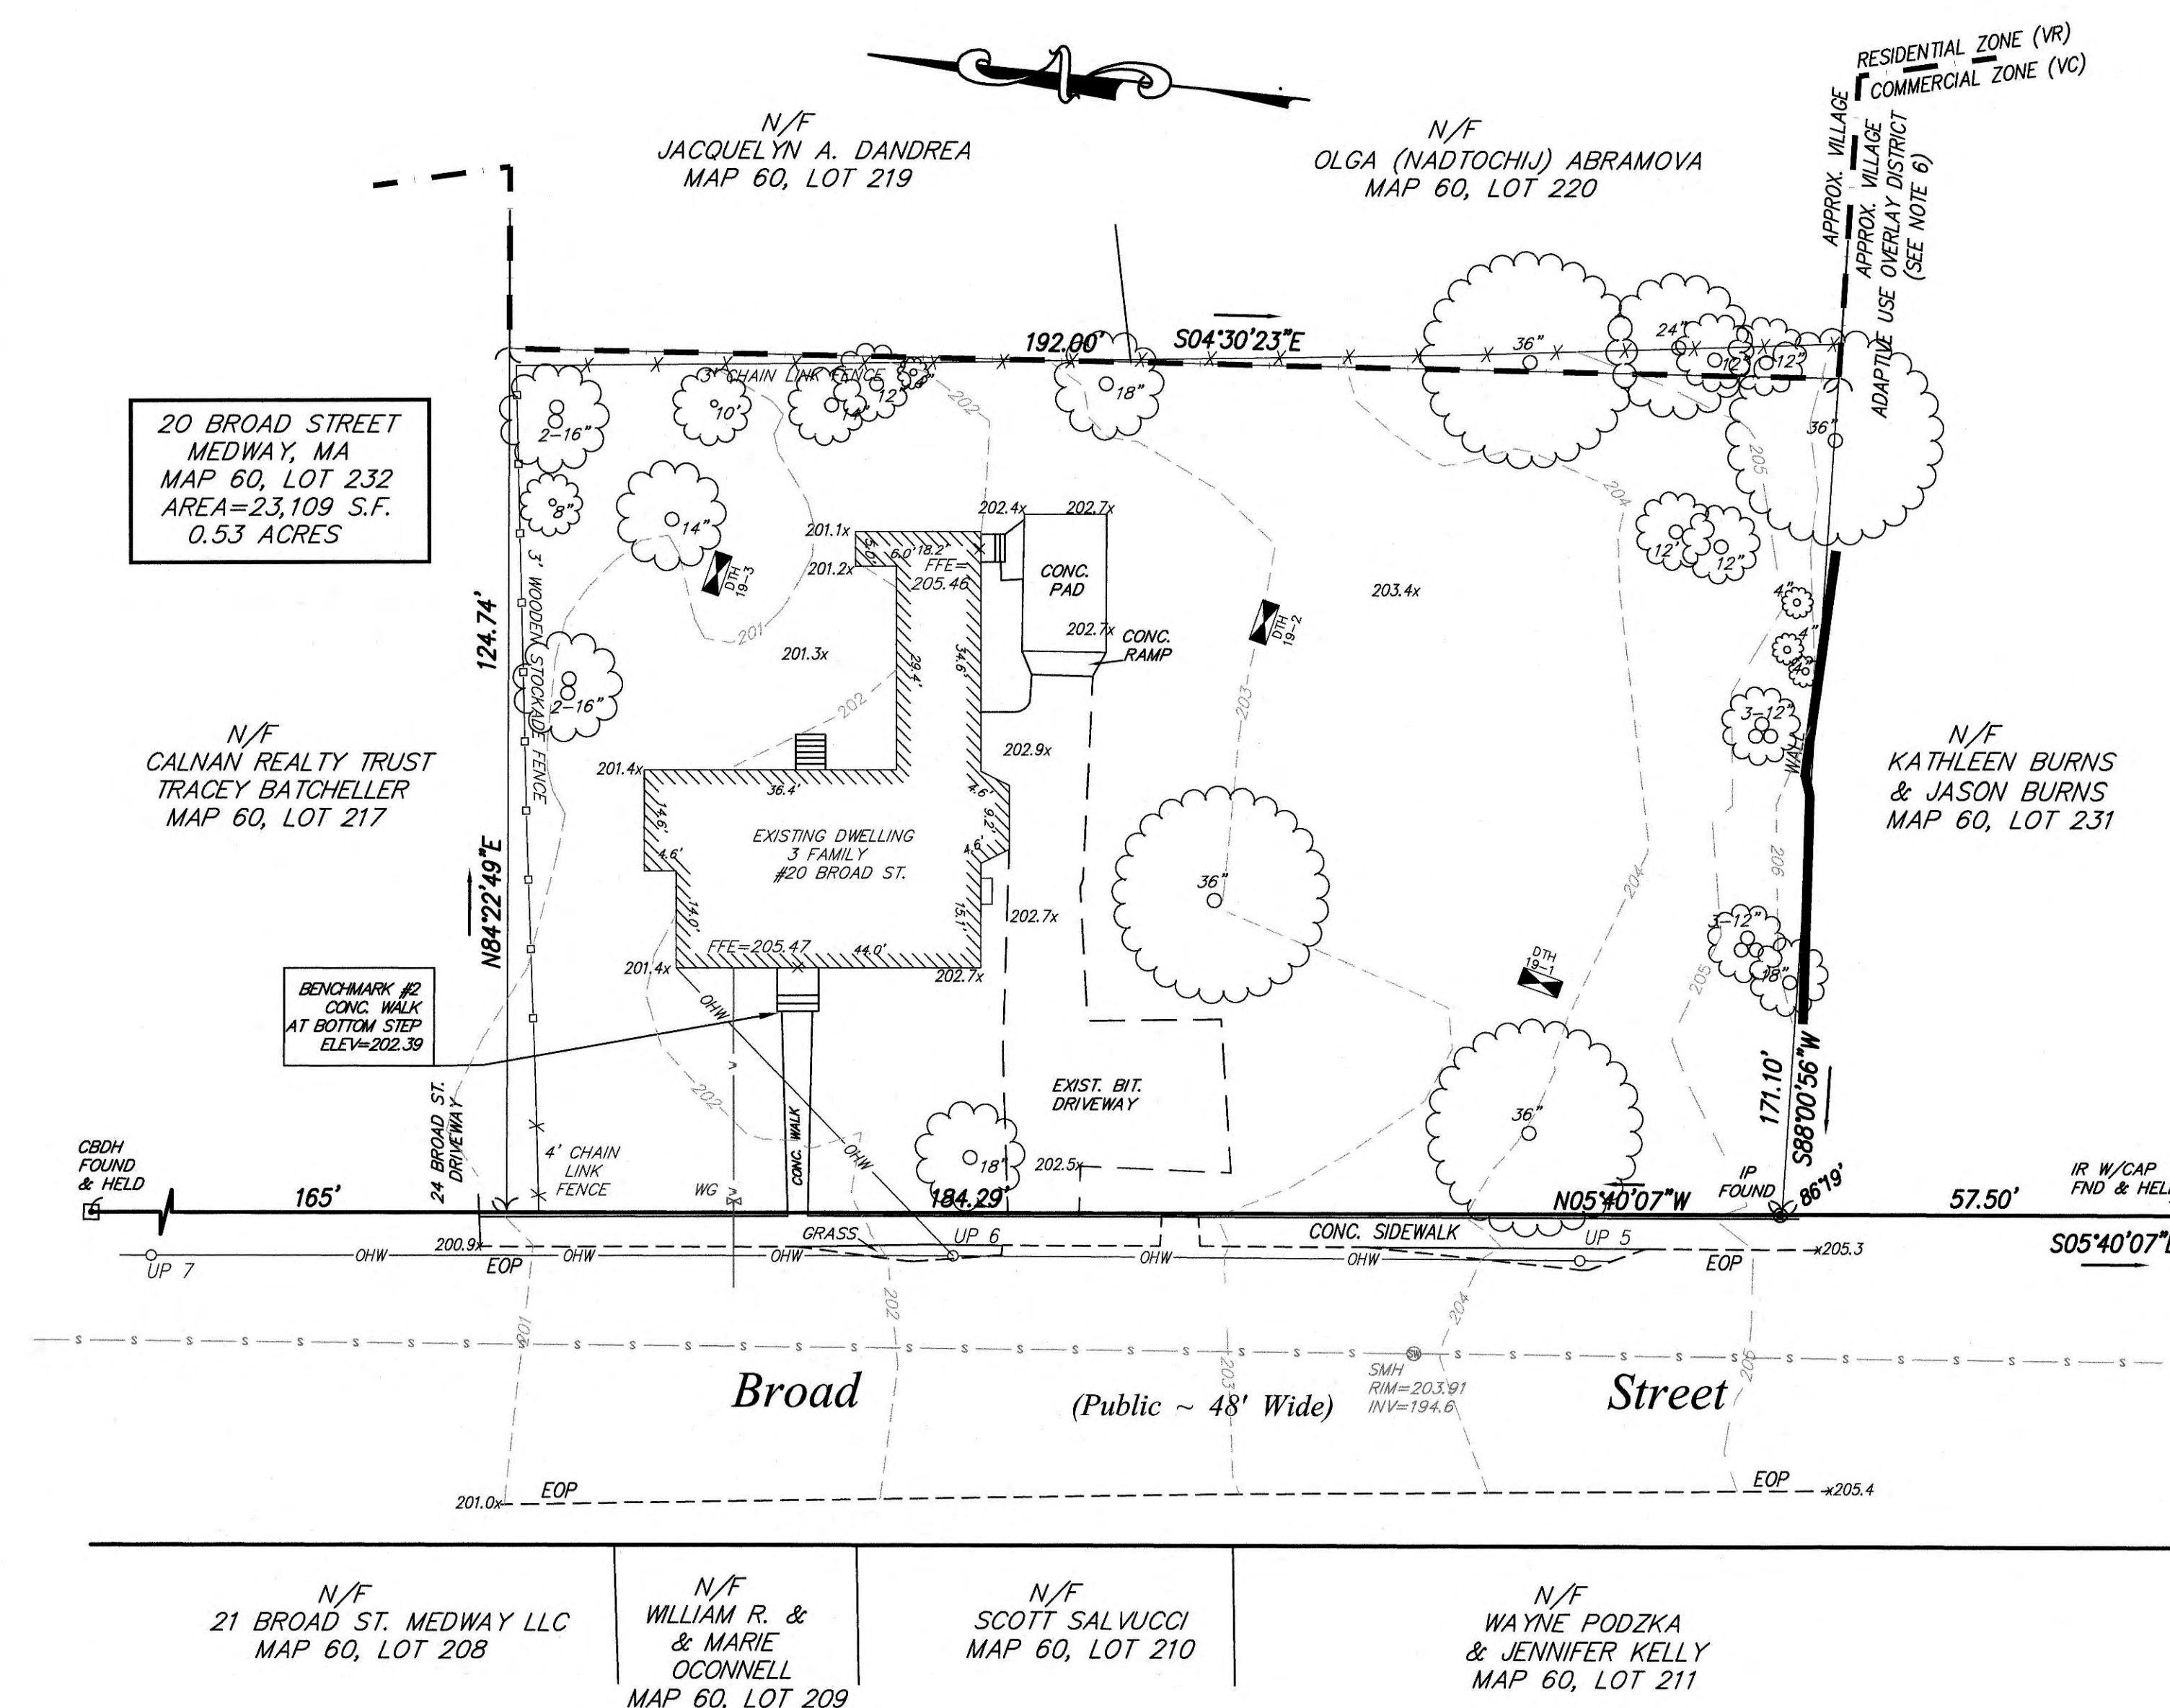 RESIDENTIAL ZONE (VR)
COMMERCIAL ZONE (VC)
APPROX. VILLAGE
APPROX. VILLAGE
ADAPTIVE USE OVERLAY DISTRICT
(SEE NOTE 6)
N/F
JACQUELYN A. DANDREA
MAP 60, LOT 219
N/F
OLGA (NADTOCHIJ) ABRAMOVA
MAP 60, LOT 220
192.00'
S04°30'23"E
3' CHAIN LINK FENCE
20 BROAD STREET
MEDWAY, MA
MAP 60, LOT 232
AREA=23,109 S.F.
0.53 ACRES
2-16"
10'
14"
12"
18"
36"
24"
12"
12"
36"
202
205
204
8"
14"
DTH
19-3
201
201.1x
201.2x
5.0'
6.0'
18.2'
FFE=
205.46
202.4x
202.7x
CONC.
PAD
202.7x
CONC.
RAMP
DTH
19-2
203
203.4x
12'
12"
4"
4"
4"
3-12"
WALL
124.74'
N84°22'49"E
3' WOODEN STOCKADE FENCE
2-16"
201.3x
202
29.4'
34.6'
202.9x
201.4x
36.4'
14.6'
4.6'
4.6'
9.2'
4.6'
EXISTING DWELLING
3 FAMILY
#20 BROAD ST.
14.0'
15.1'
FFE=205.47
44.0'
201.4x
202.7x
202.7x
36"
204
206
N/F
CALNAN REALTY TRUST
TRACEY BATCHELLER
MAP 60, LOT 217
N/F
KATHLEEN BURNS
& JASON BURNS
MAP 60, LOT 231
3-12"
18"
205
DTH
19-1
BENCHMARK #2
CONC. WALK
AT BOTTOM STEP
ELEV=202.39
OHW
OHW
202
CONC. WALK
EXIST. BIT.
DRIVEWAY
36"
171.10'
S88°00'56"W
24 BROAD ST.
DRIVEWAY
4' CHAIN
LINK
FENCE
WG
18"
202.5x
CBDH
FOUND
& HELD
IP
FOUND
86°19'
165'
184.29'
N05°40'07"W
57.50'
S05°40'07"
200.9x
GRASS
UP 6
CONC. SIDEWALK
UP 5
x205.3
UP 7
OHW
EOP
OHW
OHW
OHW
OHW
EOP
202
204
203
S S S S S S S S S S
SMH
RIM=203.91
INV=194.6
Broad
(Public ~ 48' Wide)
Street
201.0x
EOP
EOP
x205.4
N/F
21 BROAD ST. MEDWAY LLC
MAP 60, LOT 208
N/F
WILLIAM R. &
& MARIE
OCONNELL
MAP 60, LOT 209
N/F
SCOTT SALVUCCI
MAP 60, LOT 210
N/F
WAYNE PODZKA
& JENNIFER KELLY
MAP 60, LOT 211
IR W/CAP
FND &